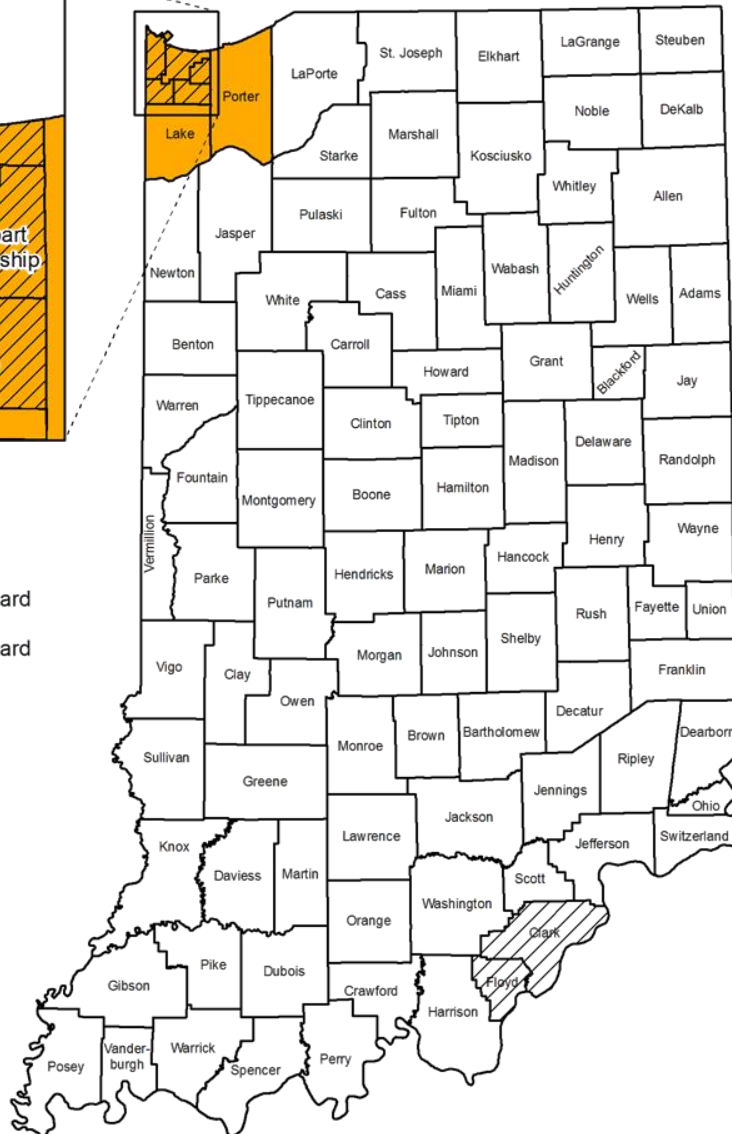 St. Joseph
Elkhart
LaGrange
Steuben
LaPorte
Porter
Noble
DeKalb
Lake
Marshall
Starke
Kosciusko
Whitley
Allen
Pulaski
Fulton
Jasper
art
ship
Newton
Wabash
Huntington
White
Cass
Miami
Wells
Adams
Benton
Carroll
Howard
Grant
Blackford
Jay
Warren
Tippecanoe
Clinton
Tipton
Delaware
Madison
Randolph
Fountain
Montgomery
Boone
Hamilton
Vermillion
Wayne
Henry
Parke
Hendricks
Marion
Hancock
ard
Putnam
Rush
Fayette
Union
ard
Vigo
Clay
Morgan
Johnson
Shelby
Franklin
Owen
Decatur
Monroe
Brown
Bartholomew
Dearborn
Sullivan
Ripley
Greene
Jennings
Ohio
Jackson
Knox
Lawrence
Jefferson
Switzerland
Daviess
Martin
Scott
Washington
Orange
Clark
Pike
Dubois
Floyd
Gibson
Crawford
Harrison
Posey
Vander-
burgh
Warrick
Spencer
Perry